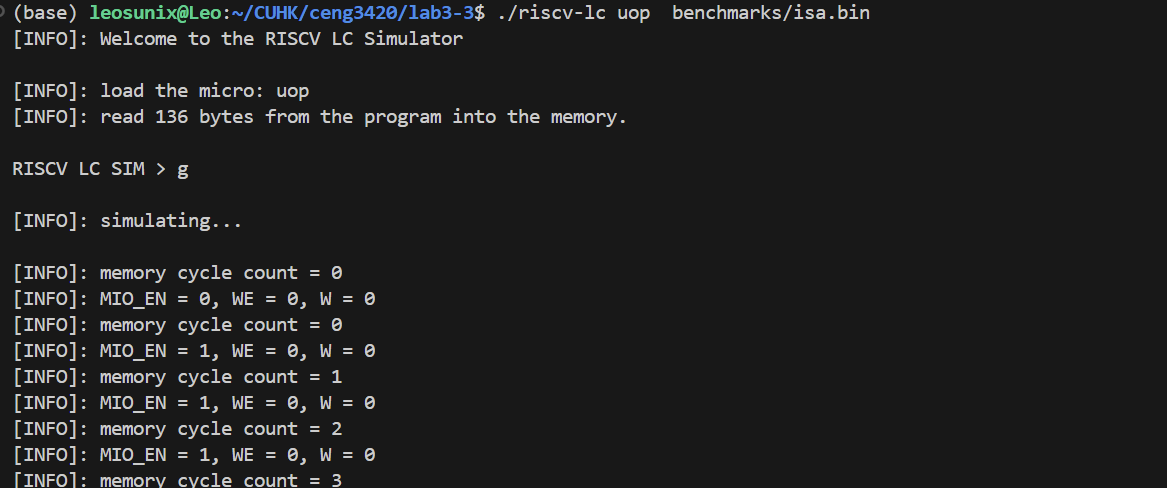 (base) leosunix@Leo:~/CUHK/ceng3420/lab3-3$ ./riscv-lc uop  benchmarks/isa.bin
[INFO]: Welcome to the RISCV LC Simulator
[INFO]: load the micro: uop
[INFO]: read 136 bytes from the program into the memory.
RISCV LC SIM > g
[INFO]: simulating...
[INFO]: memory cycle count = 0
[INFO]: MIO_EN = 0, WE = 0, W = 0
[INFO]: memory cycle count = 0
[INFO]: MIO_EN = 1, WE = 0, W = 0
[INFO]: memory cycle count = 1
[INFO]: MIO_EN = 1, WE = 0, W = 0
[INFO]: memory cycle count = 2
[INFO]: MIO_EN = 1, WE = 0, W = 0
[INFO]: memory cycle count = 3